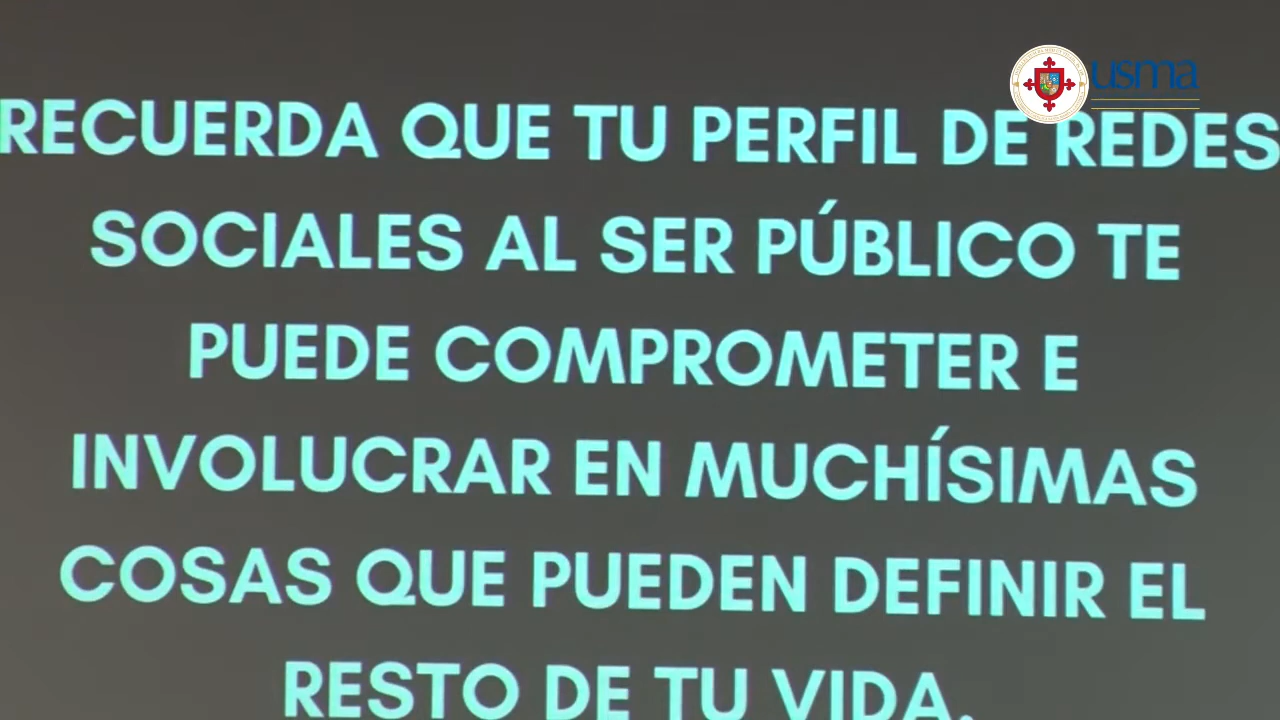 usma
RECUERDA QUE TU PERFIL DE REDES
SOCIALES AL SER PÚBLICO TE
PUEDE COMPROMETER E
INVOLUCRAR EN MUCHÍSIMAS
COSAS QUE PUEDEN DEFINIR EL
RESTO DE TU VIDA.